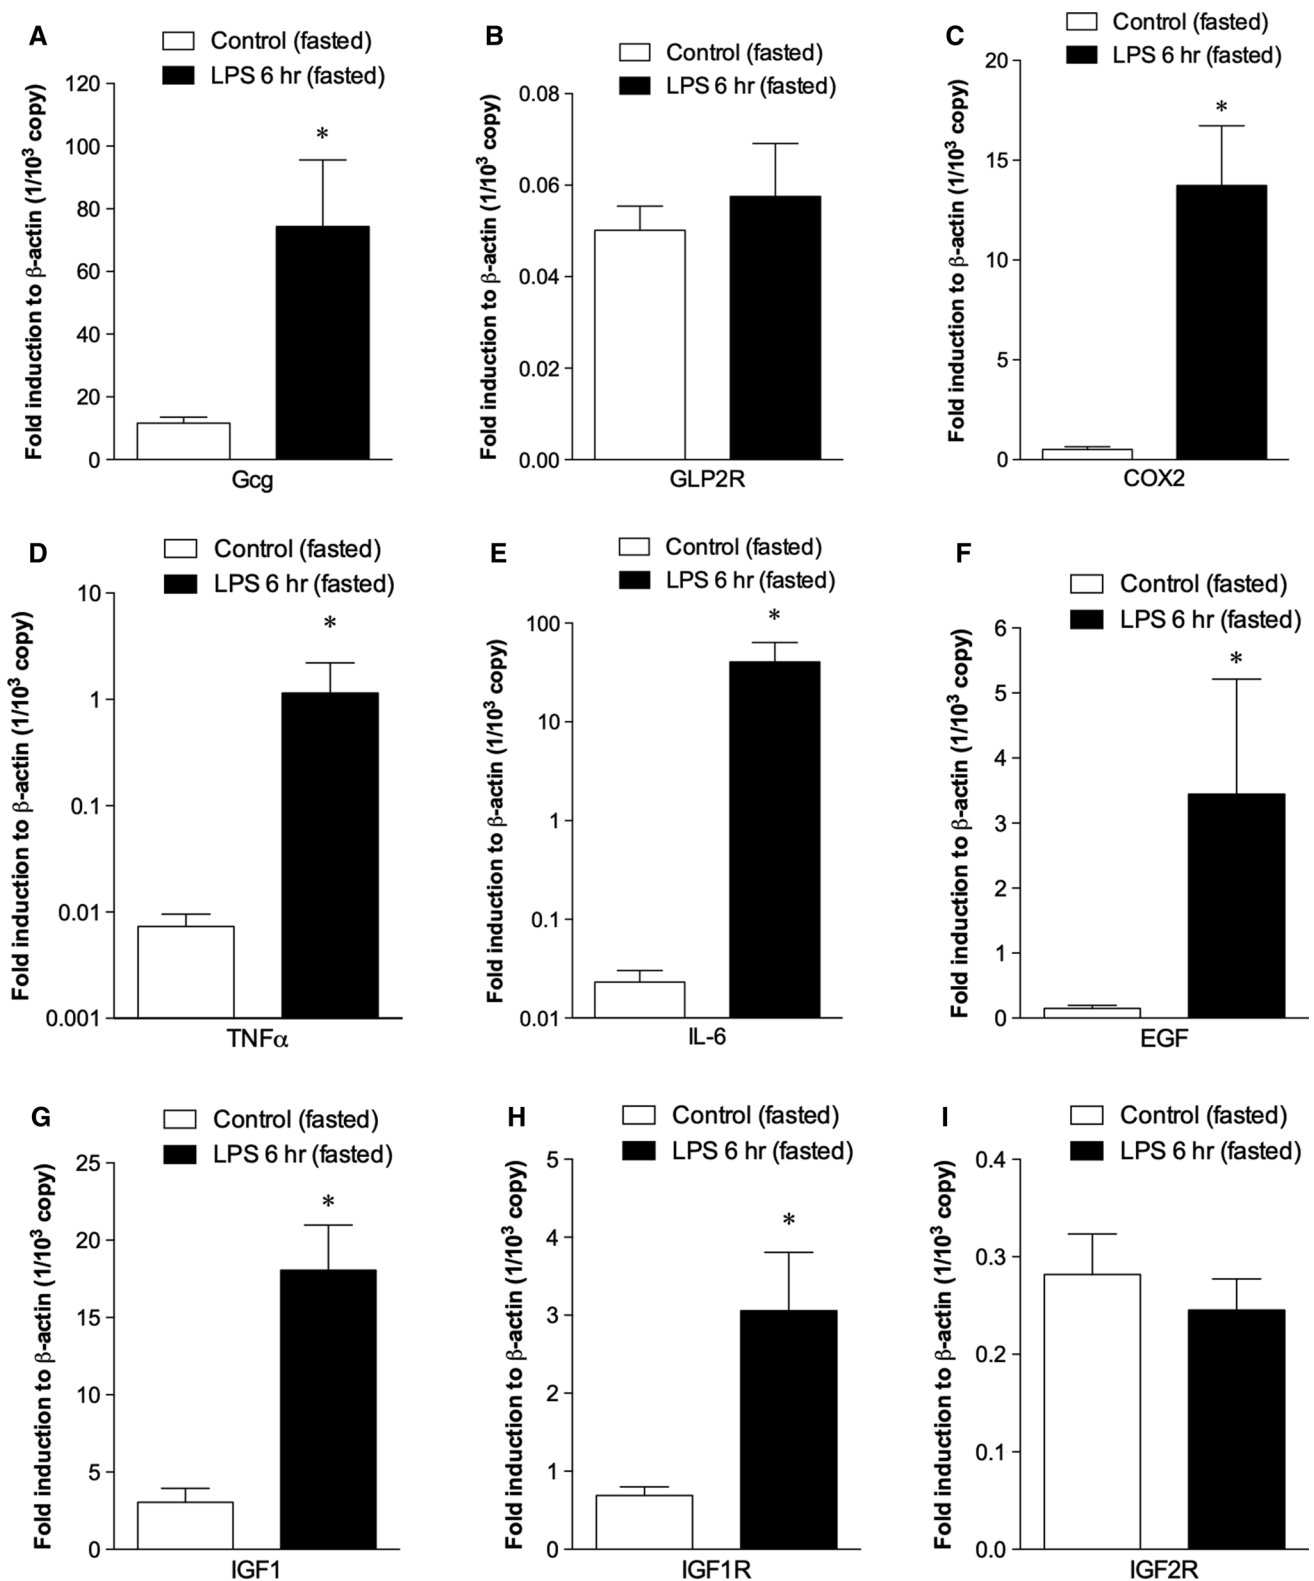 A
Control (fasted)
LPS 6 hr (fasted)
Fold induction to β-actin (1/10³ copy)
120
100
80
60
40
20
0
*
Gcg
B
Control (fasted)
LPS 6 hr (fasted)
Fold induction to β-actin (1/10³ copy)
0.08
0.06
0.04
0.02
0.00
GLP2R
C
Control (fasted)
LPS 6 hr (fasted)
Fold induction to β-actin (1/10³ copy)
20
15
10
5
0
*
COX2
D
Control (fasted)
LPS 6 hr (fasted)
Fold induction to β-actin (1/10³ copy)
10
1
0.1
0.01
0.001
*
TNFα
E
Control (fasted)
LPS 6 hr (fasted)
Fold induction to β-actin (1/10³ copy)
100
10
1
0.1
0.01
*
IL-6
F
Control (fasted)
LPS 6 hr (fasted)
Fold induction to β-actin (1/10³ copy)
6
5
4
3
2
1
0
*
EGF
G
Control (fasted)
LPS 6 hr (fasted)
Fold induction to β-actin (1/10³ copy)
25
20
15
10
5
0
*
IGF1
H
Control (fasted)
LPS 6 hr (fasted)
Fold induction to β-actin (1/10³ copy)
5
4
3
2
1
0
*
IGF1R
I
Control (fasted)
LPS 6 hr (fasted)
Fold induction to β-actin (1/10³ copy)
0.4
0.3
0.2
0.1
0.0
IGF2R